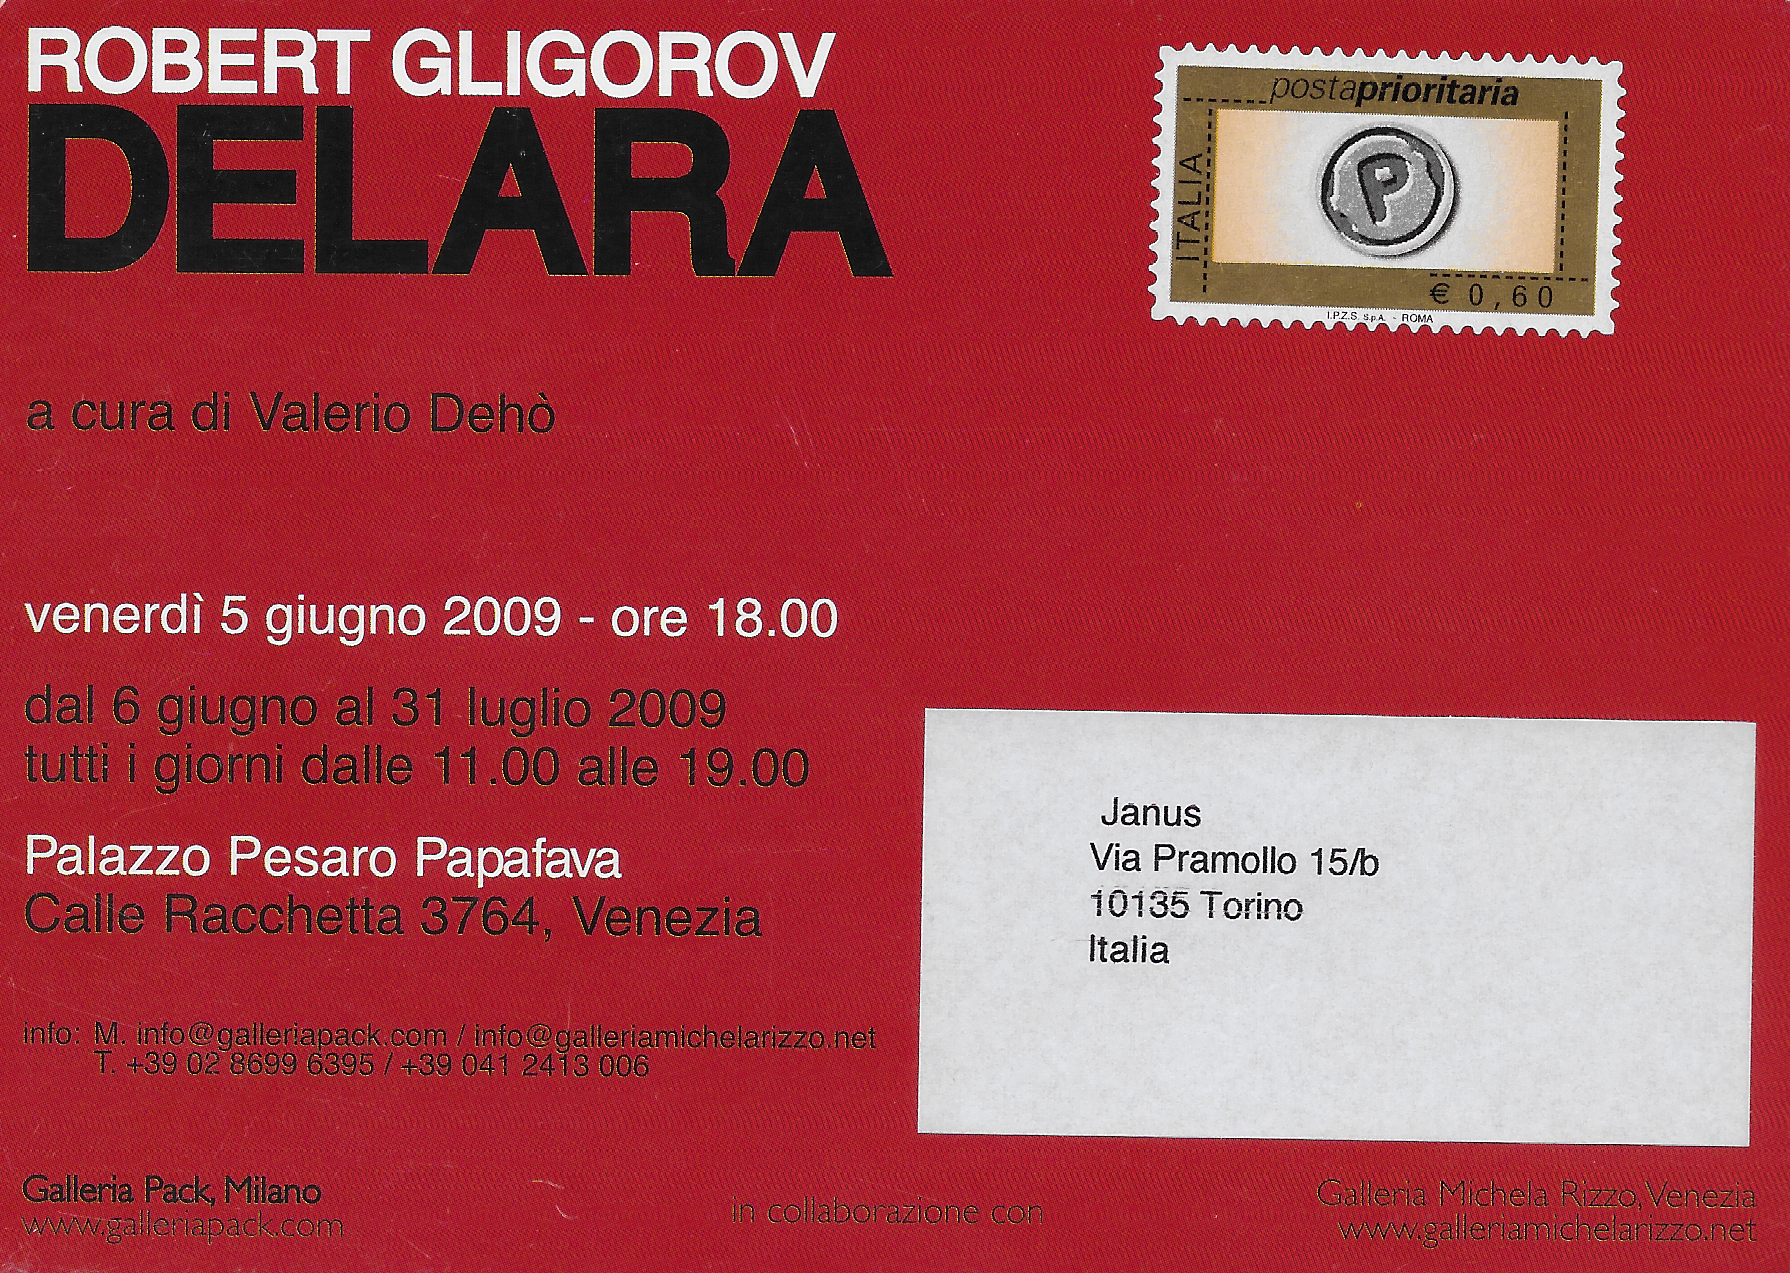 ROBERT GLIGOROV
DELARA
a cura di Valerio Dehò
venerdì 5 giugno 2009 - ore 18.00
dal 6 giugno al 31 luglio 2009
tutti i giorni dalle 11.00 alle 19.00
Palazzo Pesaro Papafava
Calle Racchetta 3764, Venezia
info: M. info@galleriapack.com / info@galleriamichelarizzo.net
T. +39 02 8699 6395 / +39 041 2413 006
Galleria Pack, Milano
www.galleriapack.com
in collaborazione con
Galleria Michela Rizzo, Venezia
www.galleriamichelarizzo.net
postaprioritaria
ITALIA
P
€ 0,60
I.P.Z.S. S.p.A. - ROMA
Janus
Via Pramollo 15/b
10135 Torino
Italia